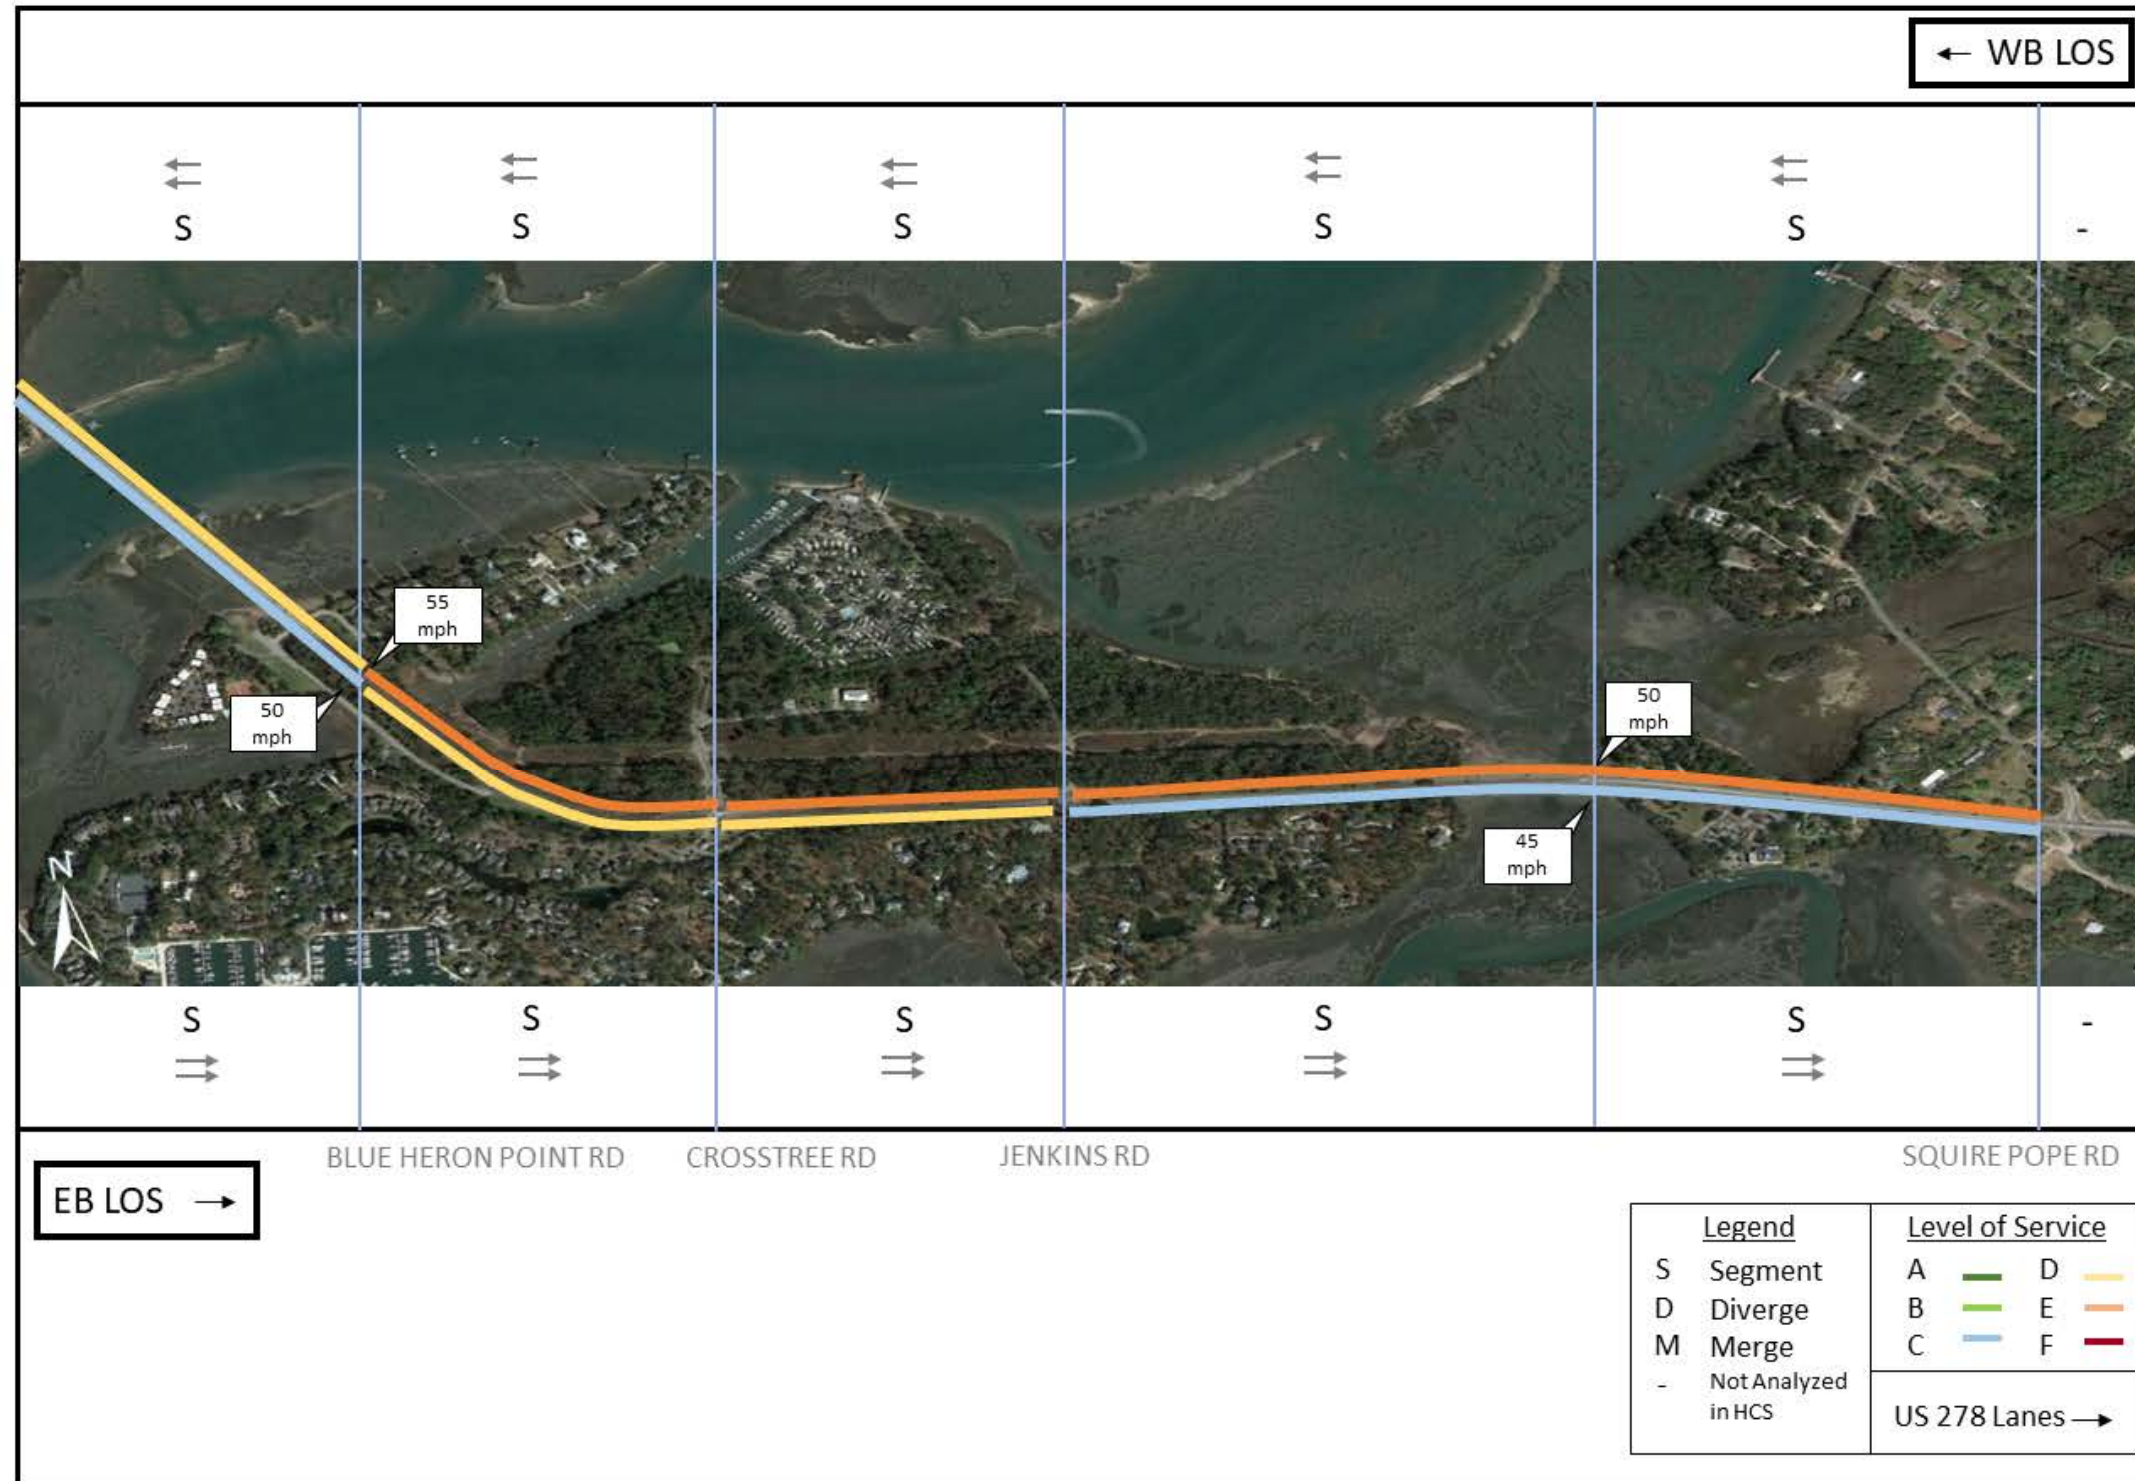 ← WB LOS
S S S S S -
55
mph
50
mph
50
mph
45
mph
N
S S S S S -
BLUE HERON POINT RD CROSSTREE RD JENKINS RD SQUIRE POPE RD
EB LOS →
Legend
S Segment
D Diverge
M Merge
- Not Analyzed
in HCS
Level of Service
A D
B E
C F
US 278 Lanes →